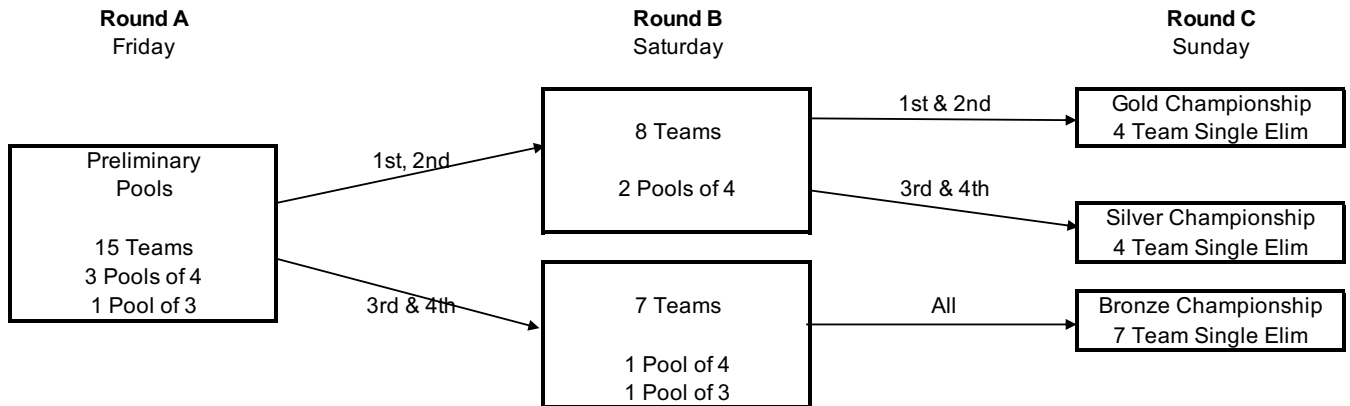 Round A
Friday
Round B
Saturday
Round C
Sunday
Preliminary
Pools
15 Teams
3 Pools of 4
1 Pool of 3
1st, 2nd
3rd & 4th
8 Teams
2 Pools of 4
7 Teams
1 Pool of 4
1 Pool of 3
1st & 2nd
3rd & 4th
All
Gold Championship
4 Team Single Elim
Silver Championship
4 Team Single Elim
Bronze Championship
7 Team Single Elim